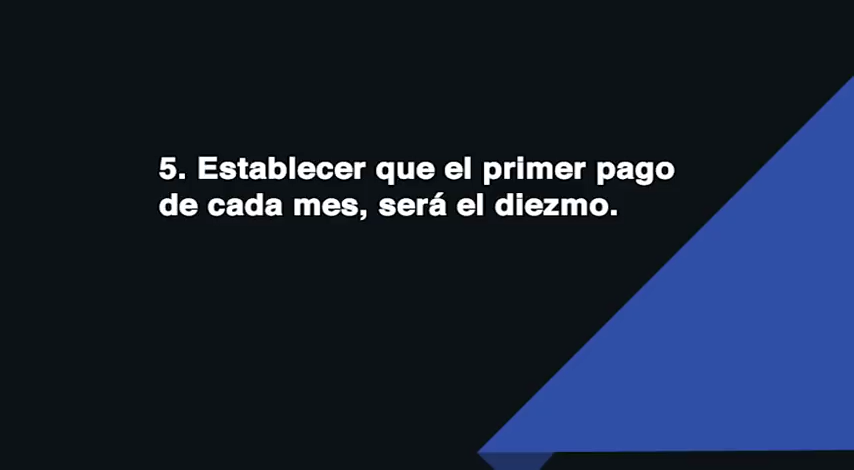 5. Establecer que el primer pago
de cada mes, será el diezmo.